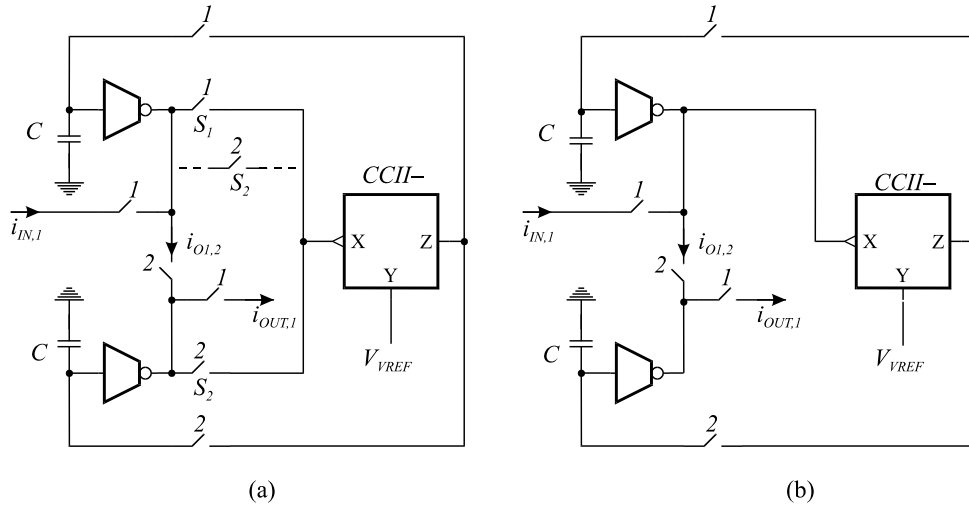 1
C
1
S1
2
S2
CCII–
iIN,1
1
X
Z
Y
iO1,2
2
1
iOUT,1
VVREF
C
2
S2
2
(a)
1
C
CCII–
iIN,1
1
X
Z
Y
iO1,2
2
1
iOUT,1
VVREF
C
2
(b)